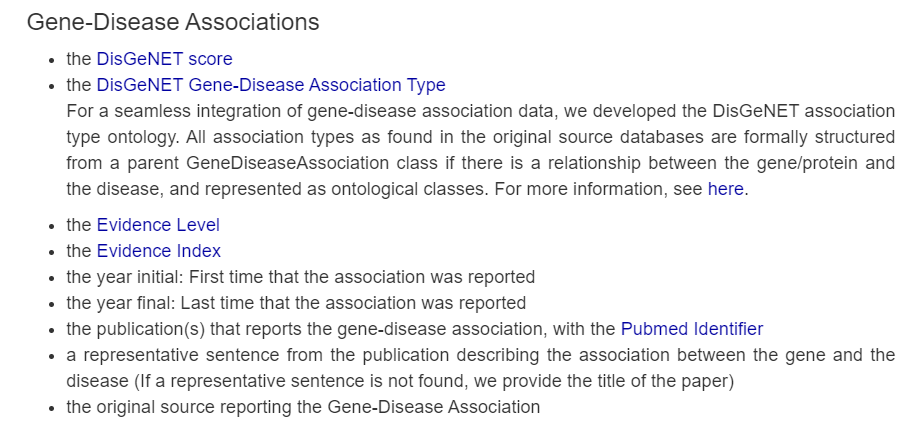 Gene-Disease Associations
the DisGeNET score
the DisGeNET Gene-Disease Association Type
For a seamless integration of gene-disease association data, we developed the DisGeNET association
type ontology. All association types as found in the original source databases are formally structured
from a parent GeneDiseaseAssociation class if there is a relationship between the gene/protein and
the disease, and represented as ontological classes. For more information, see here.
the Evidence Level
the Evidence Index
the year initial: First time that the association was reported
the year final: Last time that the association was reported
the publication(s) that reports the gene-disease association, with the Pubmed Identifier
a representative sentence from the publication describing the association between the gene and the
disease (If a representative sentence is not found, we provide the title of the paper)
the original source reporting the Gene-Disease Association